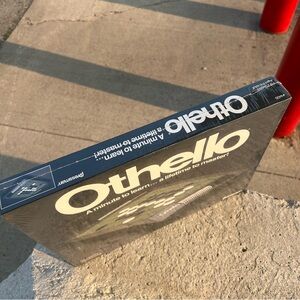 Othello
A minute to learn...
a lifetime to master!
pressman
Othello
A minute to learn... a lifetime to master!